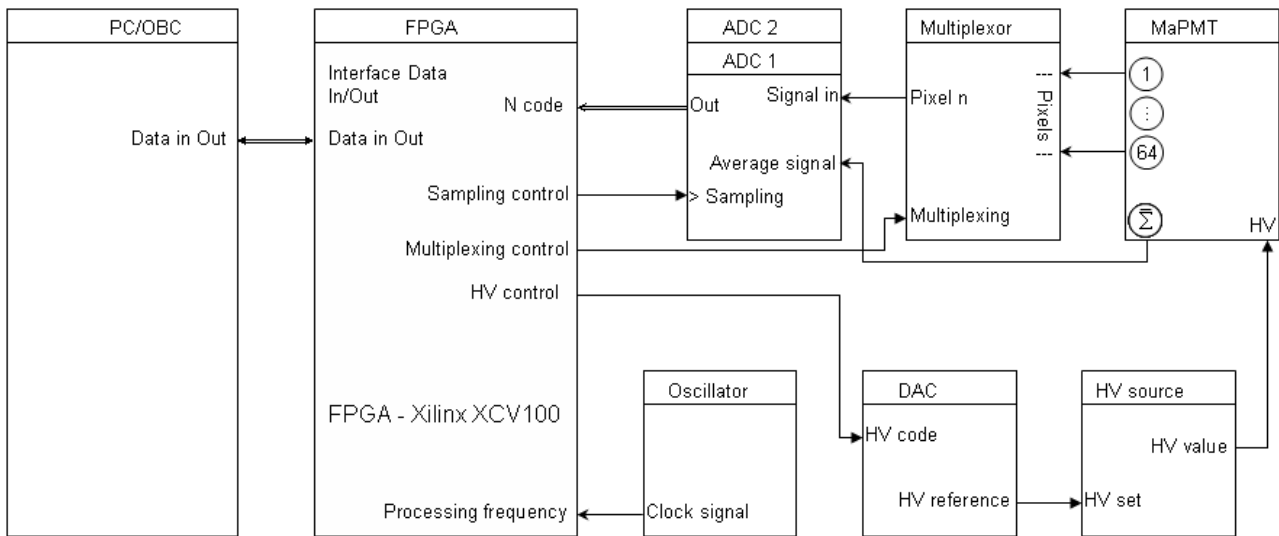 PC/OBC
Data in Out
FPGA
Interface Data
In/Out
N code
Data in Out
Sampling control
Multiplexing control
HV control
FPGA - Xilinx XCV100
Processing frequency
ADC 2
ADC 1
Signal in
Out
Average signal
> Sampling
Multiplexor
Pixel n
Pixels
Multiplexing
MaPMT
1
⋮
64
Σ
HV
Oscillator
Clock signal
DAC
HV code
HV reference
HV source
HV value
HV set